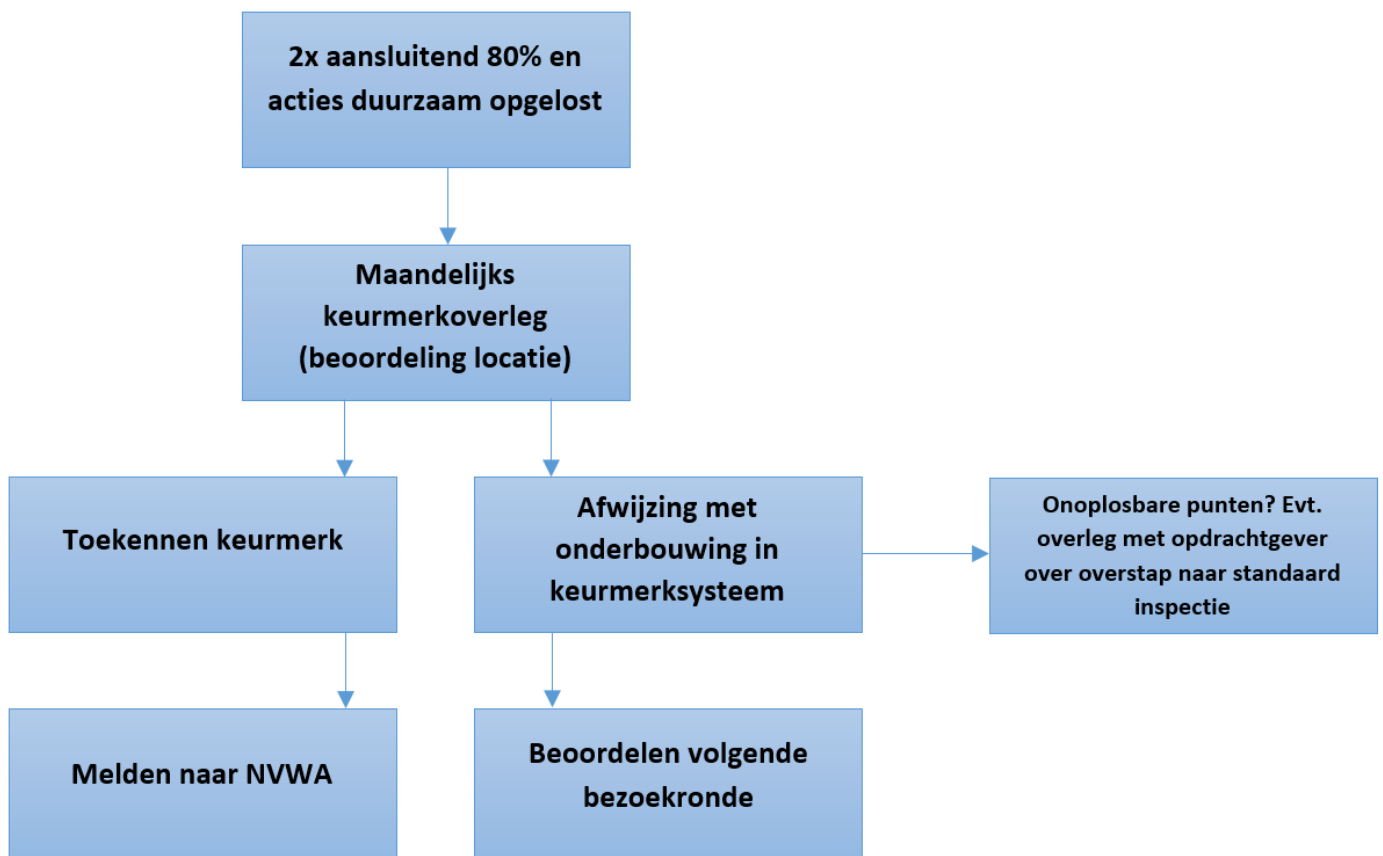 2x aansluitend 80% en
acties duurzaam opgelost
Maandelijks
keurmerkoverleg
(beoordeling locatie)
Toekennen keurmerk
Afwijzing met
onderbouwing in
keurmerksysteem
Onoplosbare punten? Evt.
overleg met opdrachtgever
over overstap naar standaard
inspectie
Melden naar NVWA
Beoordelen volgende
bezoekronde